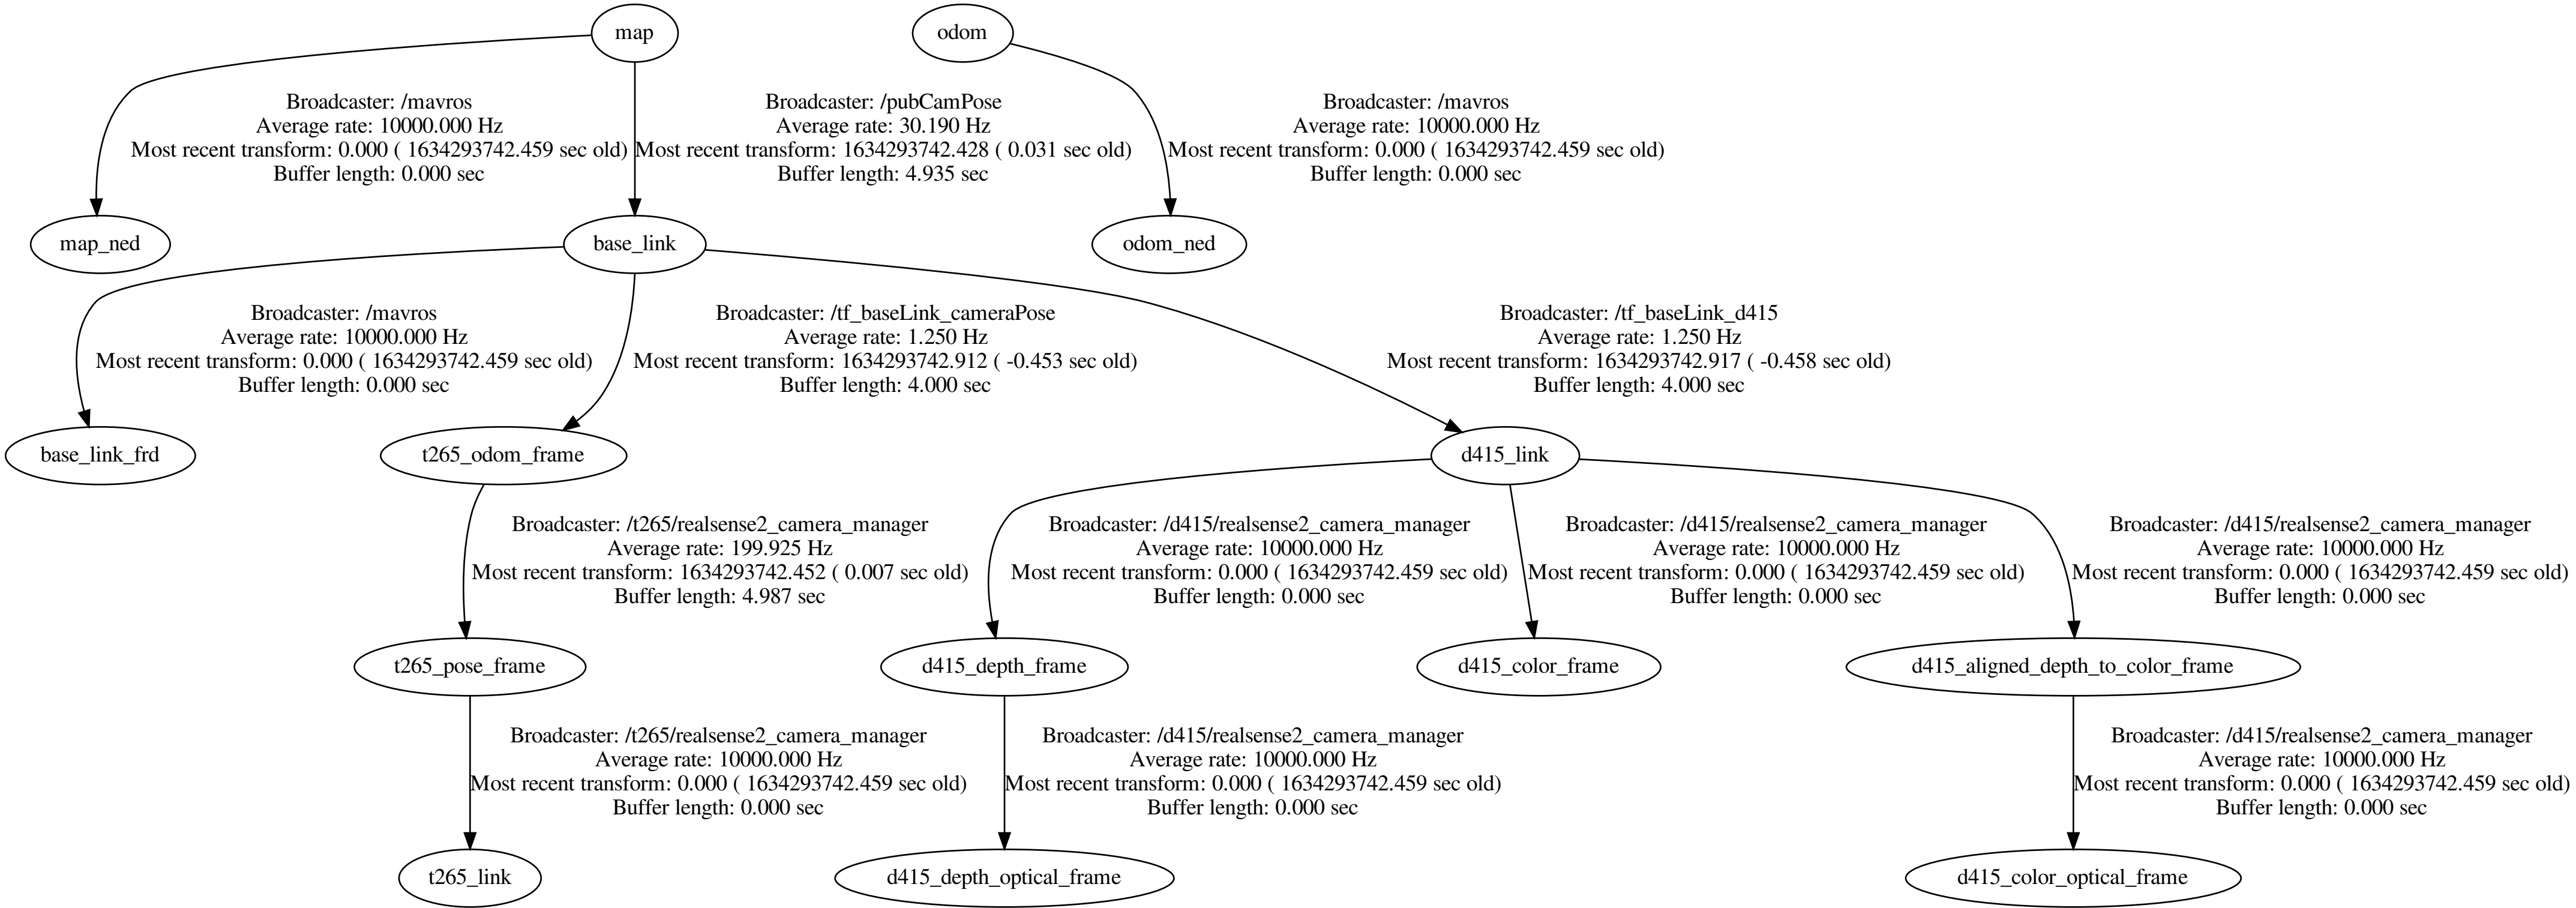 map
odom
Broadcaster: /mavros
Average rate: 10000.000 Hz
Most recent transform: 0.000 ( 1634293742.459 sec old)
Buffer length: 0.000 sec
Broadcaster: /pubCamPose
Average rate: 30.190 Hz
Most recent transform: 1634293742.428 ( 0.031 sec old)
Buffer length: 4.935 sec
Broadcaster: /mavros
Average rate: 10000.000 Hz
Most recent transform: 0.000 ( 1634293742.459 sec old)
Buffer length: 0.000 sec
map_ned
base_link
odom_ned
Broadcaster: /mavros
Average rate: 10000.000 Hz
Most recent transform: 0.000 ( 1634293742.459 sec old)
Buffer length: 0.000 sec
Broadcaster: /tf_baseLink_cameraPose
Average rate: 1.250 Hz
Most recent transform: 1634293742.912 ( -0.453 sec old)
Buffer length: 4.000 sec
Broadcaster: /tf_baseLink_d415
Average rate: 1.250 Hz
Most recent transform: 1634293742.917 ( -0.458 sec old)
Buffer length: 4.000 sec
base_link_frd
t265_odom_frame
d415_link
Broadcaster: /t265/realsense2_camera_manager
Average rate: 199.925 Hz
Most recent transform: 1634293742.452 ( 0.007 sec old)
Buffer length: 4.987 sec
Broadcaster: /d415/realsense2_camera_manager
Average rate: 10000.000 Hz
Most recent transform: 0.000 ( 1634293742.459 sec old)
Buffer length: 0.000 sec
Broadcaster: /d415/realsense2_camera_manager
Average rate: 10000.000 Hz
Most recent transform: 0.000 ( 1634293742.459 sec old)
Buffer length: 0.000 sec
Broadcaster: /d415/realsense2_camera_manager
Average rate: 10000.000 Hz
Most recent transform: 0.000 ( 1634293742.459 sec old)
Buffer length: 0.000 sec
t265_pose_frame
d415_depth_frame
d415_color_frame
d415_aligned_depth_to_color_frame
Broadcaster: /t265/realsense2_camera_manager
Average rate: 10000.000 Hz
Most recent transform: 0.000 ( 1634293742.459 sec old)
Buffer length: 0.000 sec
Broadcaster: /d415/realsense2_camera_manager
Average rate: 10000.000 Hz
Most recent transform: 0.000 ( 1634293742.459 sec old)
Buffer length: 0.000 sec
Broadcaster: /d415/realsense2_camera_manager
Average rate: 10000.000 Hz
Most recent transform: 0.000 ( 1634293742.459 sec old)
Buffer length: 0.000 sec
t265_link
d415_depth_optical_frame
d415_color_optical_frame